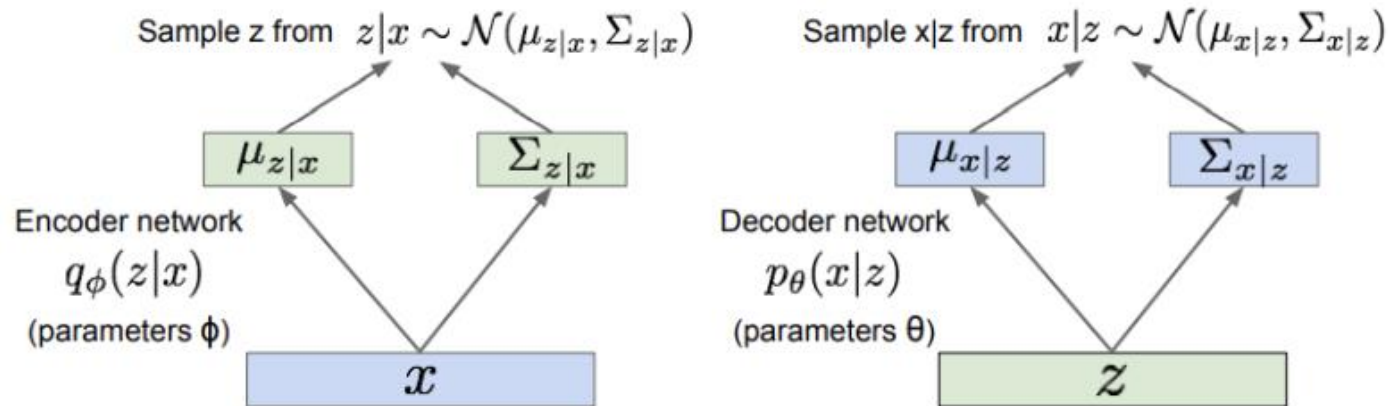 Sample z from z|x ∼ 𝒩(μ_{z|x}, Σ_{z|x})
μ_{z|x}
Σ_{z|x}
Encoder network
q_ϕ(z|x)
(parameters ϕ)
x
Sample x|z from x|z ∼ 𝒩(μ_{x|z}, Σ_{x|z})
μ_{x|z}
Σ_{x|z}
Decoder network
p_θ(x|z)
(parameters θ)
z